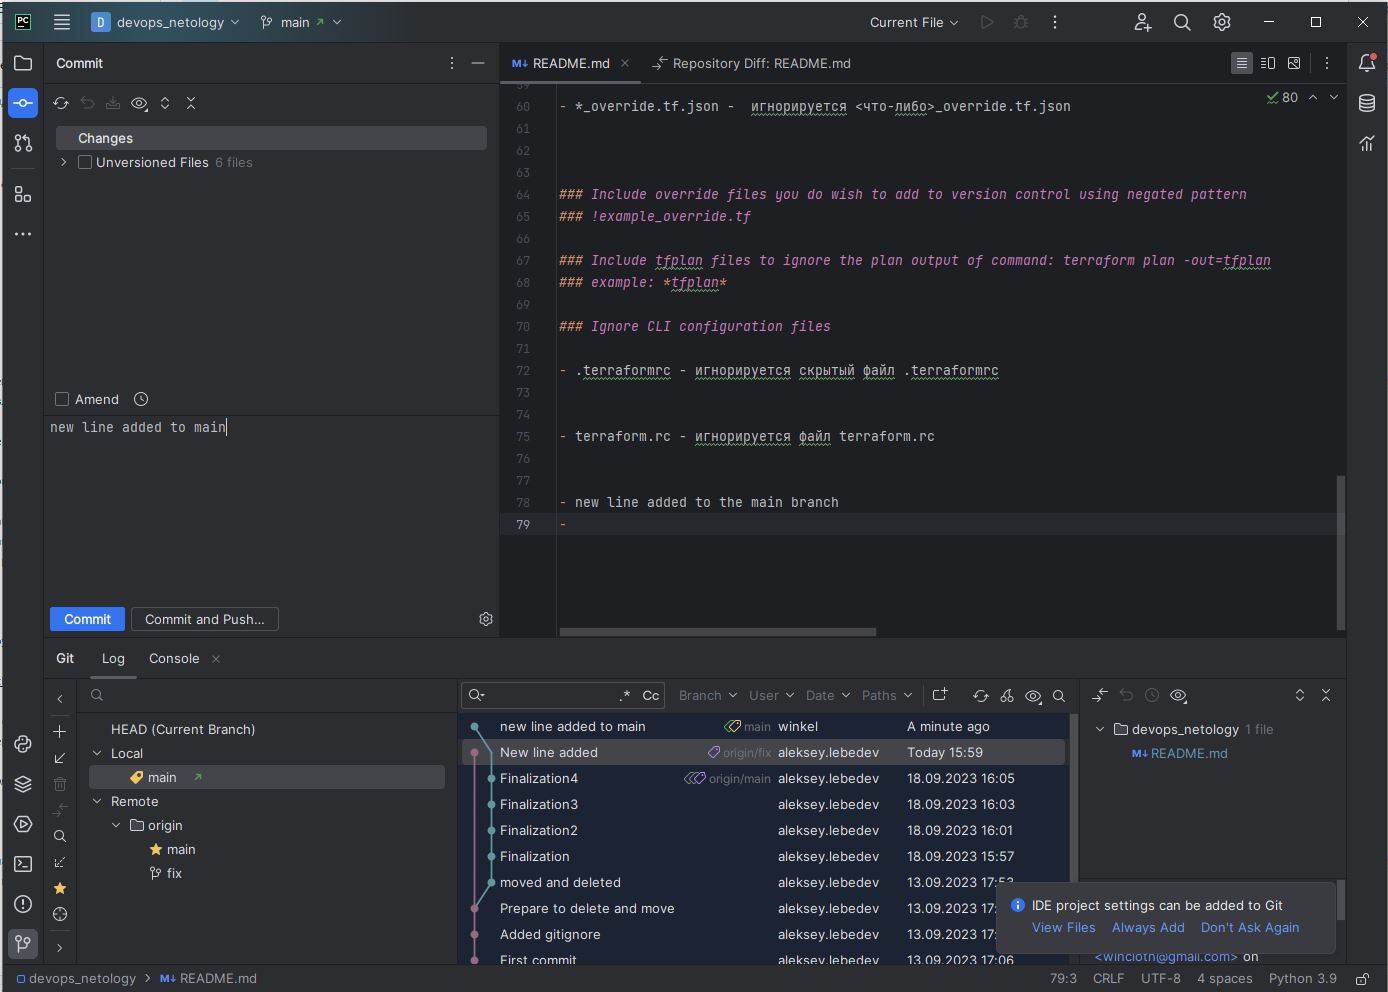 PC
D devops_netology
main
Current File
Commit
README.md
Repository Diff: README.md
Changes
Unversioned Files 6 files
Amend
new line added to main
Commit
Commit and Push...
80
59
60 - *_override.tf.json - игнорируется <что-либо>_override.tf.json
61
62
63
64 ### Include override files you do wish to add to version control using negated pattern
65 ### !example_override.tf
66
67 ### Include tfplan files to ignore the plan output of command: terraform plan -out=tfplan
68 ### example: *tfplan*
69
70 ### Ignore CLI configuration files
71
72 - .terraformrc - игнорируется скрытый файл .terraformrc
73
74
75 - terraform.rc - игнорируется файл terraform.rc
76
77
78 - new line added to the main branch
79 -
Git
Log
Console
HEAD (Current Branch)
Local
main
Remote
origin
main
fix
.* Cc
Branch
User
Date
Paths
new line added to main main winkel A minute ago
New line added origin/fix aleksey.lebedev Today 15:59
Finalization4 origin/main aleksey.lebedev 18.09.2023 16:05
Finalization3 aleksey.lebedev 18.09.2023 16:03
Finalization2 aleksey.lebedev 18.09.2023 16:01
Finalization aleksey.lebedev 18.09.2023 15:57
moved and deleted aleksey.lebedev 13.09.2023 17:53
Prepare to delete and move aleksey.lebedev 13.09.2023 17:
Added gitignore aleksey.lebedev 13.09.2023 17:
First commit aleksey.lebedev 13.09.2023 17:06
devops_netology 1 file
README.md
IDE project settings can be added to Git
View Files Always Add Don't Ask Again
<wincloth@gmail.com> on
devops_netology > README.md
79:3 CRLF UTF-8 4 spaces Python 3.9